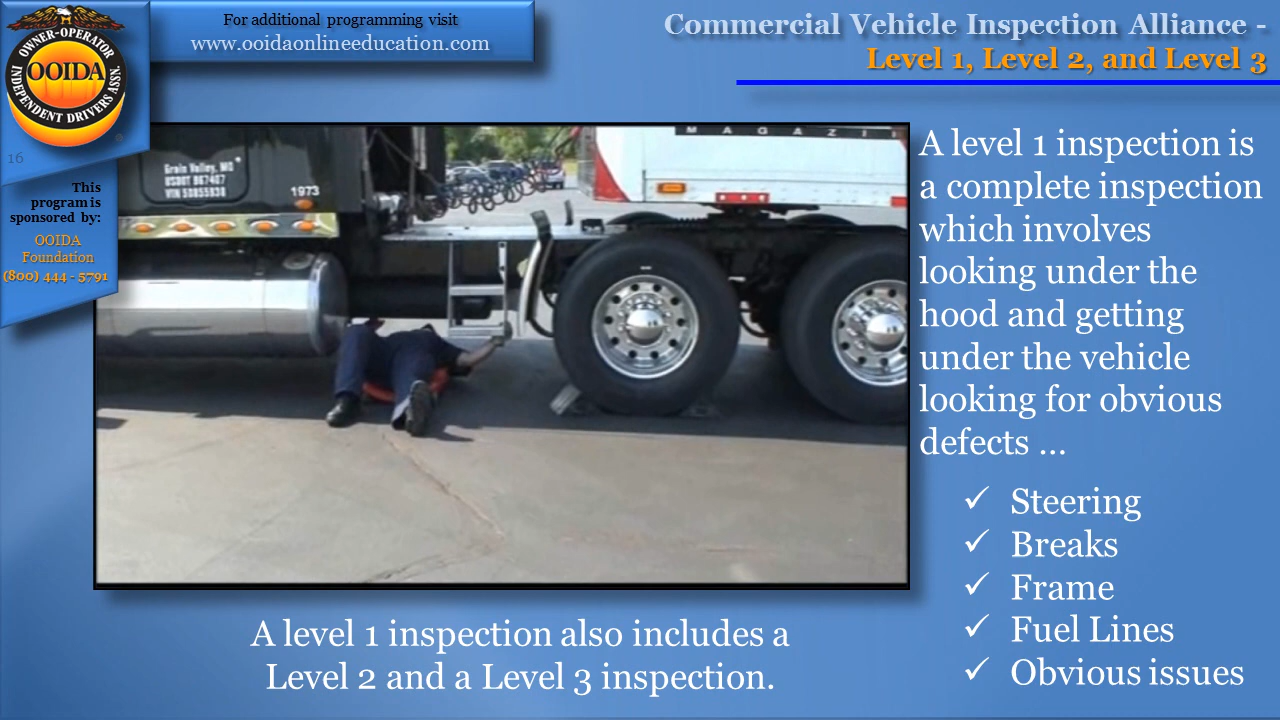 For additional programming visit
www.ooidaonlineeducation.com
Commercial Vehicle Inspection Alliance -
Level 1, Level 2, and Level 3
OWNER-OPERATOR
OOIDA
INDEPENDENT DRIVERS ASSN.
16
This
program is
sponsored by:
OOIDA
Foundation
(800) 444 - 5791
Grain Valley, MO
USDOT 867407
VIN 5D855938
1973
A level 1 inspection is
a complete inspection
which involves
looking under the
hood and getting
under the vehicle
looking for obvious
defects ...
✓ Steering
✓ Breaks
✓ Frame
✓ Fuel Lines
✓ Obvious issues
A level 1 inspection also includes a
Level 2 and a Level 3 inspection.